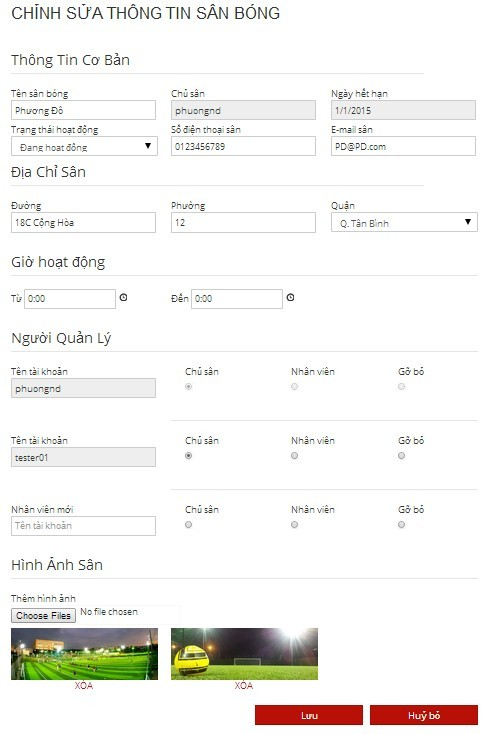 CHỈNH SỬA THÔNG TIN SÂN BÓNG
Thông Tin Cơ Bản
Tên sân bóng Chủ sân Ngày hết hạn
Phương Đô phuongnd 1/1/2015
Trạng thái hoạt động Số điện thoại sân E-mail sân
Đang hoạt động 0123456789 PD@PD.com
Địa Chỉ Sân
Đường Phường Quận
18C Cộng Hòa 12 Q. Tân Bình
Giờ hoạt động
Từ 0:00 Đến 0:00
Người Quản Lý
Tên tài khoản Chủ sân Nhân viên Gỡ bỏ
phuongnd
Tên tài khoản Chủ sân Nhân viên Gỡ bỏ
tester01
Nhân viên mới Chủ sân Nhân viên Gỡ bỏ
Tên tài khoản
Hình Ảnh Sân
Thêm hình ảnh
Choose Files No file chosen
XÓA XÓA
Lưu Huỷ bỏ